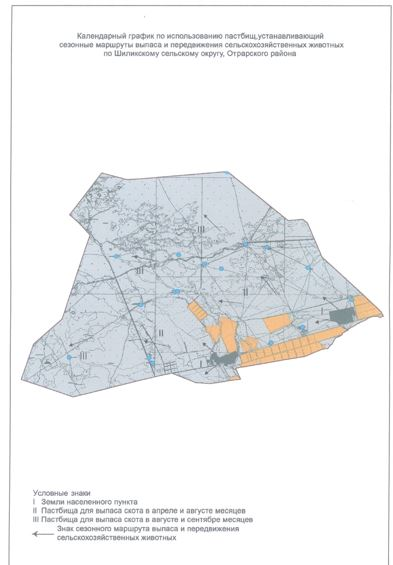 Календарный график по использованию пастбищ,устанавливающий
сезонные маршруты выпаса и передвижения сельскохозяйственных животных
по Шиликскому сельскому округу, Отрарского района
III
III
II
I
II
III
I
Условные знаки
I Земли населенного пункта
II Пастбища для выпаса скота в апреле и августе месяцев
III Пастбища для выпаса скота в августе и сентябре месяцев
Знак сезонного маршрута выпаса и передвижения
сельскохозяйственных животных